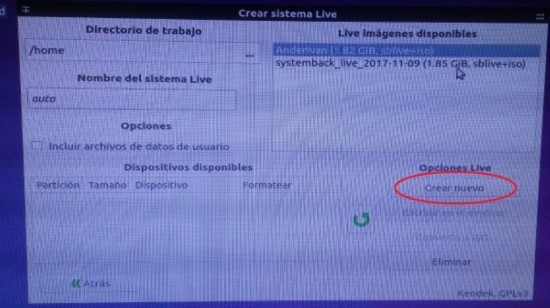 Crear sistema Live
Directorio de trabajo
/home
...
Nombre del sistema Live
auto
Opciones
Incluir archivos de datos de usuario
Live imágenes disponibles
Anderivan (1.82 GiB, sblive+iso)
systemback_live_2017-11-09 (1.85 GiB, sblive+iso)
Dispositivos disponibles
Partición Tamaño Dispositivo Formatear
Opciones Live
Crear nuevo
Convertir a ISO
Eliminar
Atrás
Kendek, GPLv3